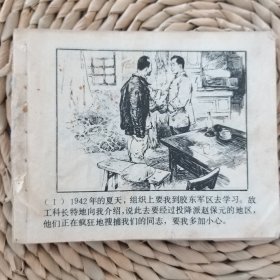 （1）1942年的夏天，组织上要我到胶东军区去学习。敌
工科长特地向我介绍，说此去要经过投降派赵保元的地区，
他们正在疯狂地搜捕我们的同志，要我多加小心。